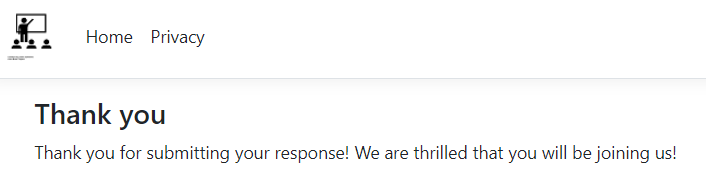 Home Privacy
Thank you
Thank you for submitting your response! We are thrilled that you will be joining us!